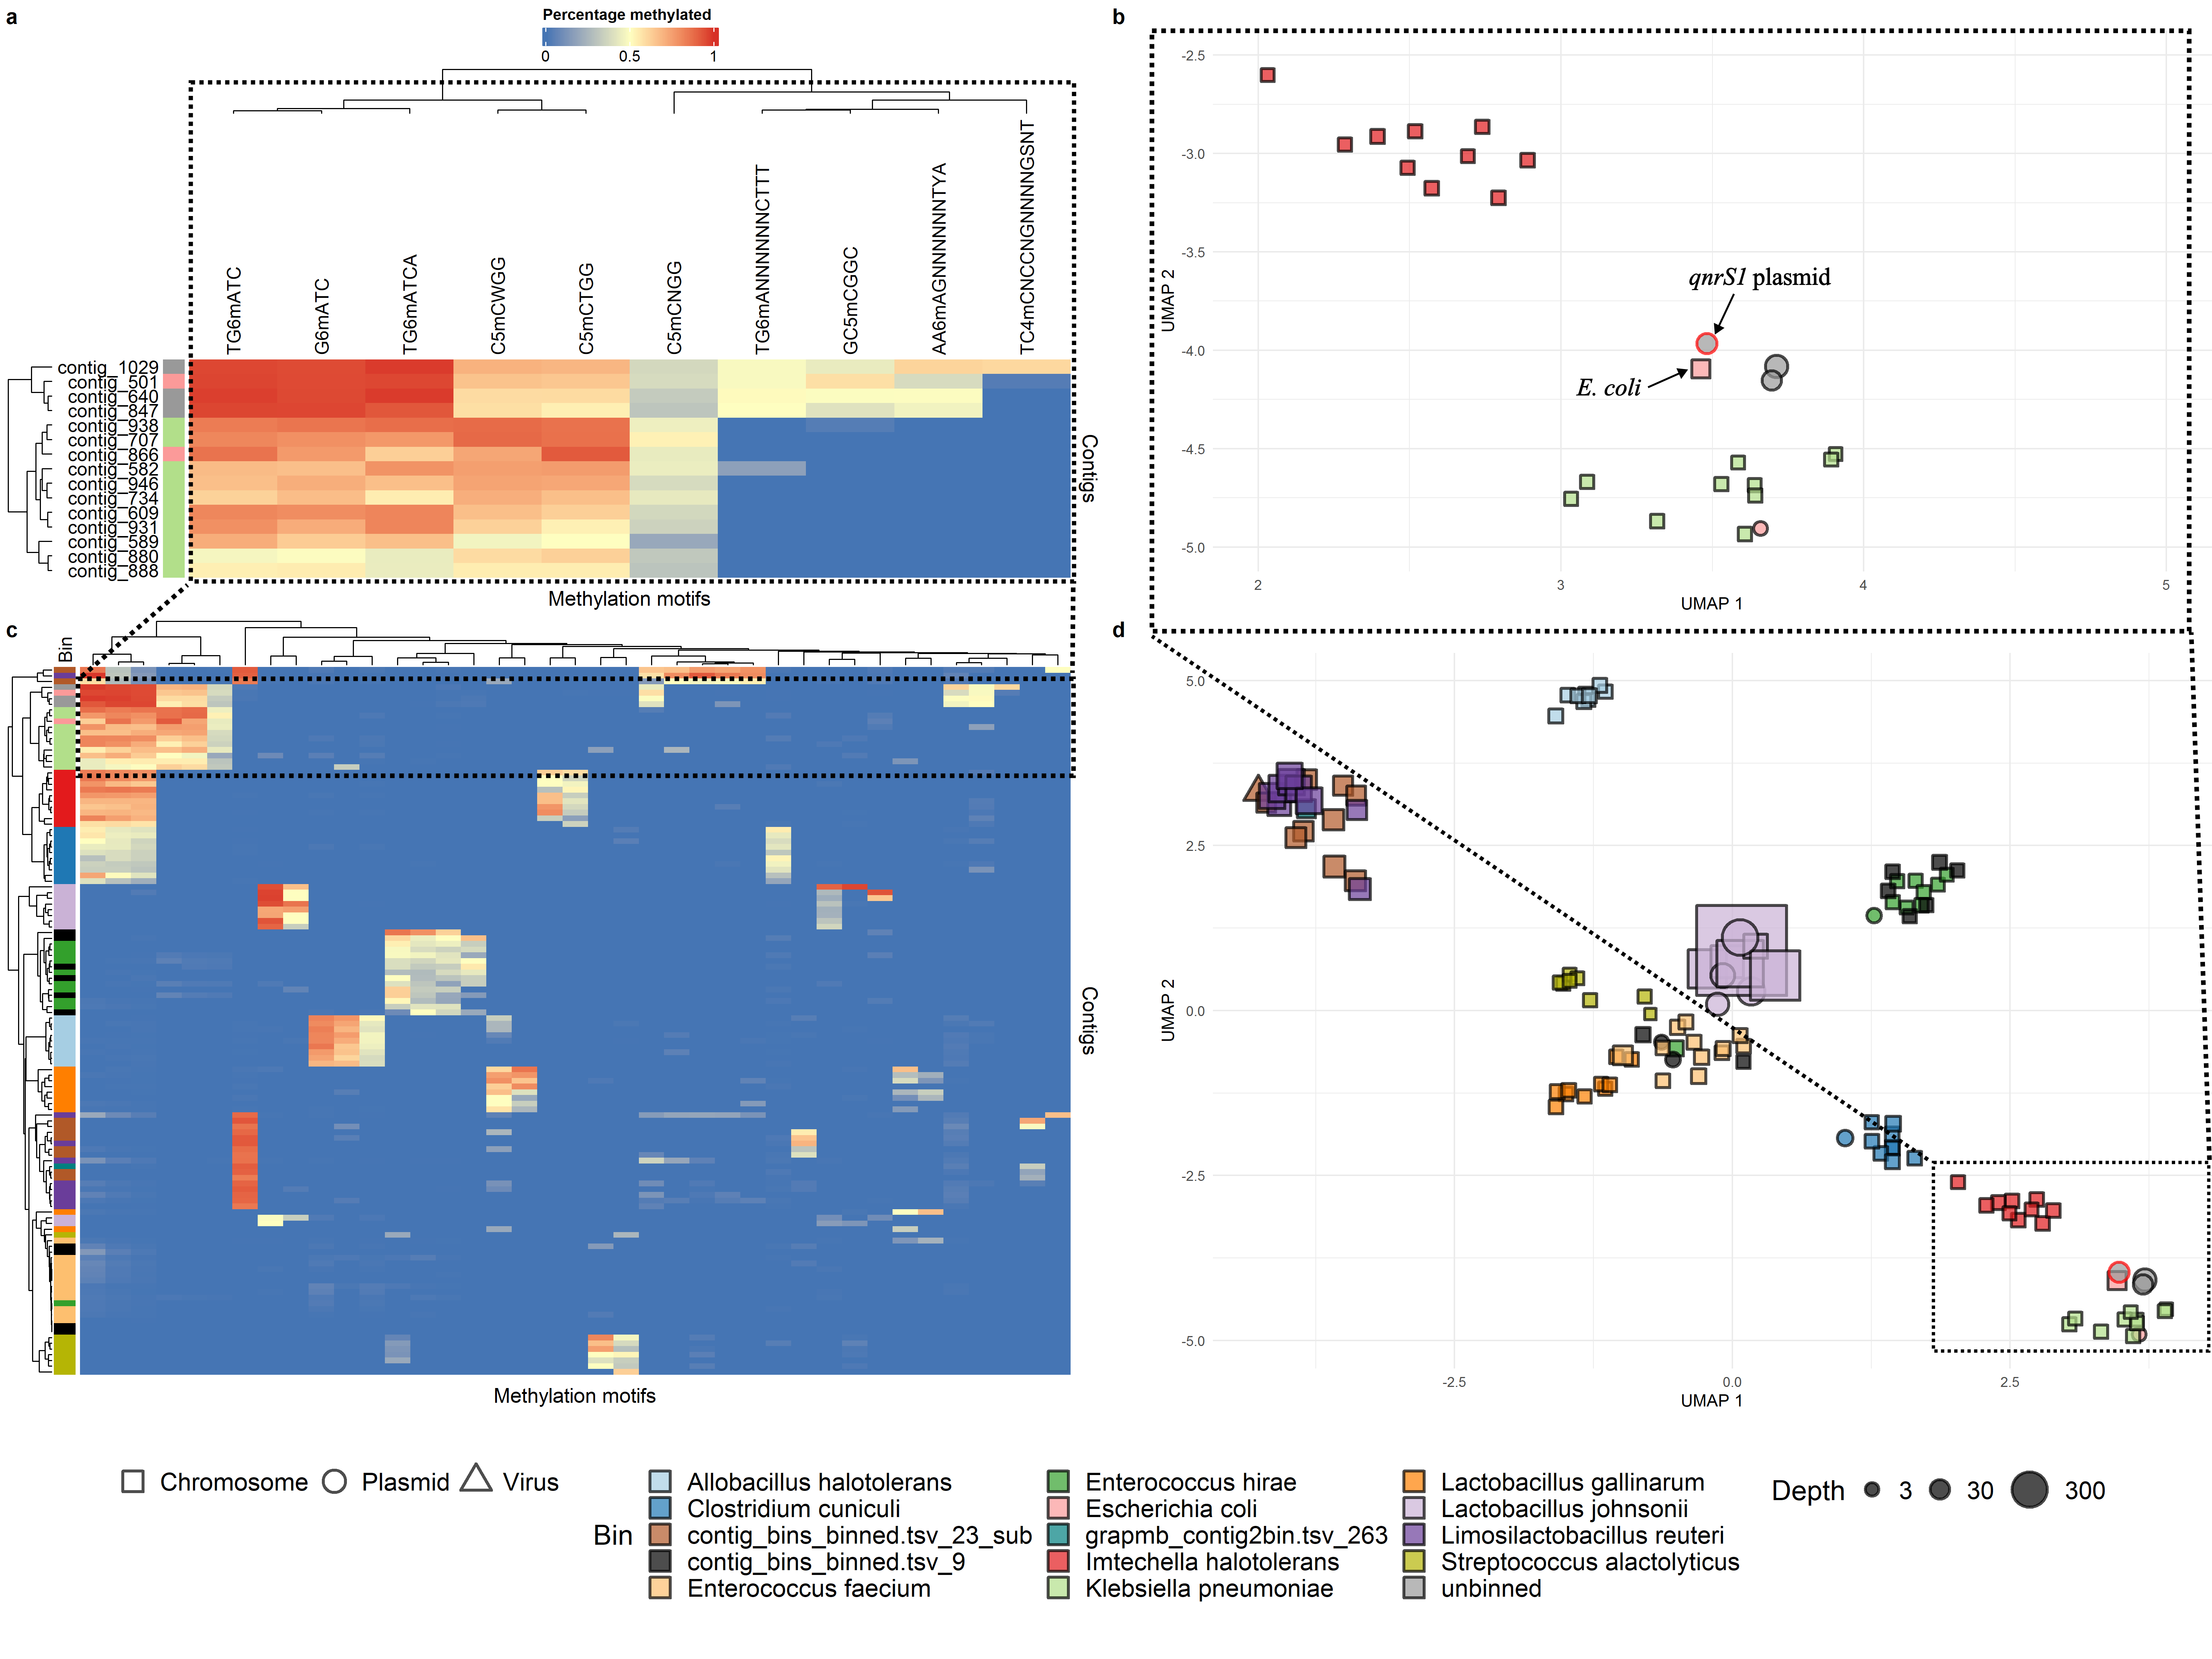 a
Percentage methylated
0 0.5 1
TG6mATC
G6mATC
TG6mATCA
C5mCWGG
C5mCTGG
C5mCNGG
TG6mANNNNNNCTTT
GC5mCGGC
AA6mAGNNNNNNTYA
TC4mCNCCNGNNNNGSNT
contig_1029
contig_501
contig_640
contig_847
contig_938
contig_707
contig_866
contig_582
contig_946
contig_734
contig_609
contig_931
contig_589
contig_880
contig_888
Contigs
Methylation motifs
b
-2.5
-3.0
-3.5
-4.0
-4.5
-5.0
UMAP 2
qnrS1 plasmid
E. coli
2 3 4 5
UMAP 1
c
Bin
Contigs
Methylation motifs
d
5.0
2.5
0.0
-2.5
-5.0
UMAP 2
-2.5 0.0 2.5
UMAP 1
Chromosome Plasmid Virus
Bin
Allobacillus halotolerans
Clostridium cuniculi
contig_bins_binned.tsv_23_sub
contig_bins_binned.tsv_9
Enterococcus faecium
Enterococcus hirae
Escherichia coli
grapmb_contig2bin.tsv_263
Imtechella halotolerans
Klebsiella pneumoniae
Lactobacillus gallinarum
Lactobacillus johnsonii
Limosilactobacillus reuteri
Streptococcus alactolyticus
unbinned
Depth 3 30 300